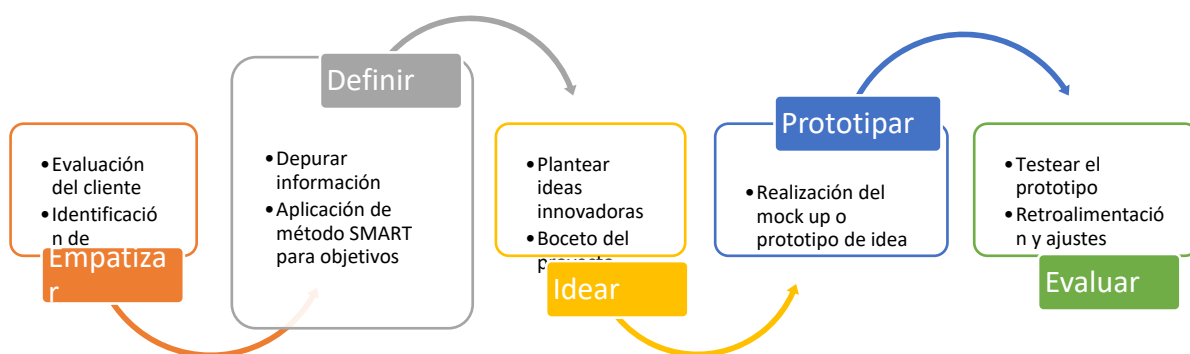 • Evaluación
del cliente
• Identificació
n de
Empatiza
r
Definir
• Depurar
información
• Aplicación de
método SMART
para objetivos
• Plantear
ideas
innovadoras
• Boceto del
proyecto
Idear
Prototipar
• Realización del
mock up o
prototipo de idea
• Testear el
prototipo
• Retroalimentació
n y ajustes
Evaluar